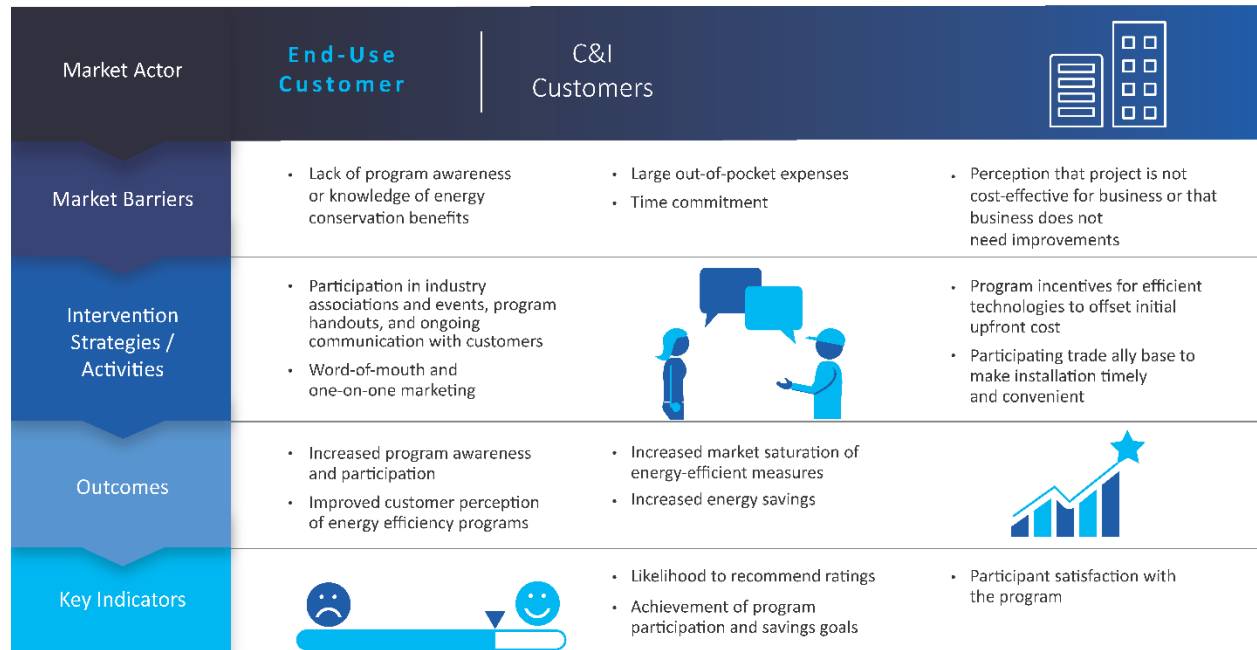 Market Actor
End-Use
Customer
C&I
Customers
Market Barriers
• Lack of program awareness
or knowledge of energy
conservation benefits
• Large out-of-pocket expenses
• Time commitment
• Perception that project is not
cost-effective for business or that
business does not
need improvements
Intervention
Strategies /
Activities
• Participation in industry
associations and events, program
handouts, and ongoing
communication with customers
• Word-of-mouth and
one-on-one marketing
• Program incentives for efficient
technologies to offset initial
upfront cost
• Participating trade ally base to
make installation timely
and convenient
Outcomes
• Increased program awareness
and participation
• Improved customer perception
of energy efficiency programs
• Increased market saturation of
energy-efficient measures
• Increased energy savings
Key Indicators
• Likelihood to recommend ratings
• Achievement of program
participation and savings goals
• Participant satisfaction with
the program